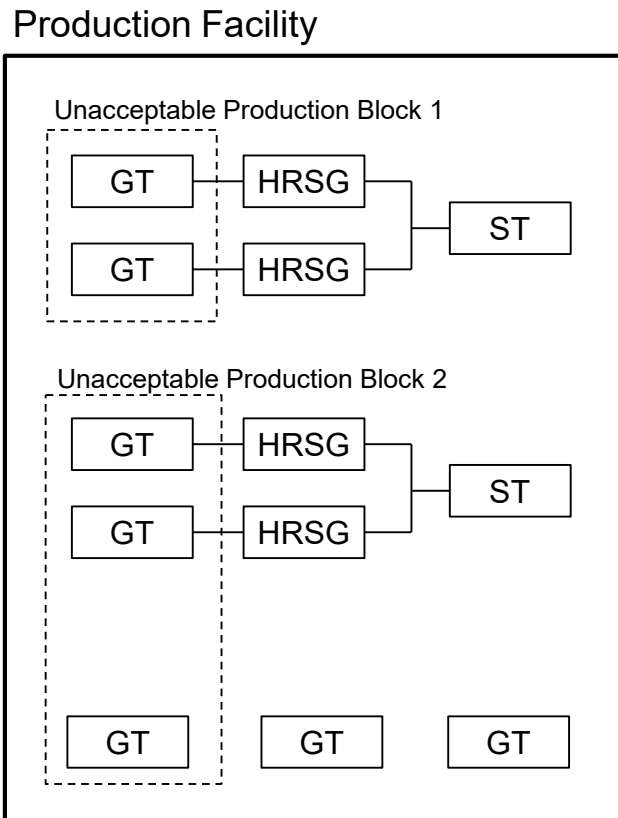 Production Facility
Unacceptable Production Block 1
GT HRSG
ST
GT HRSG
Unacceptable Production Block 2
GT HRSG
ST
GT HRSG
GT GT GT